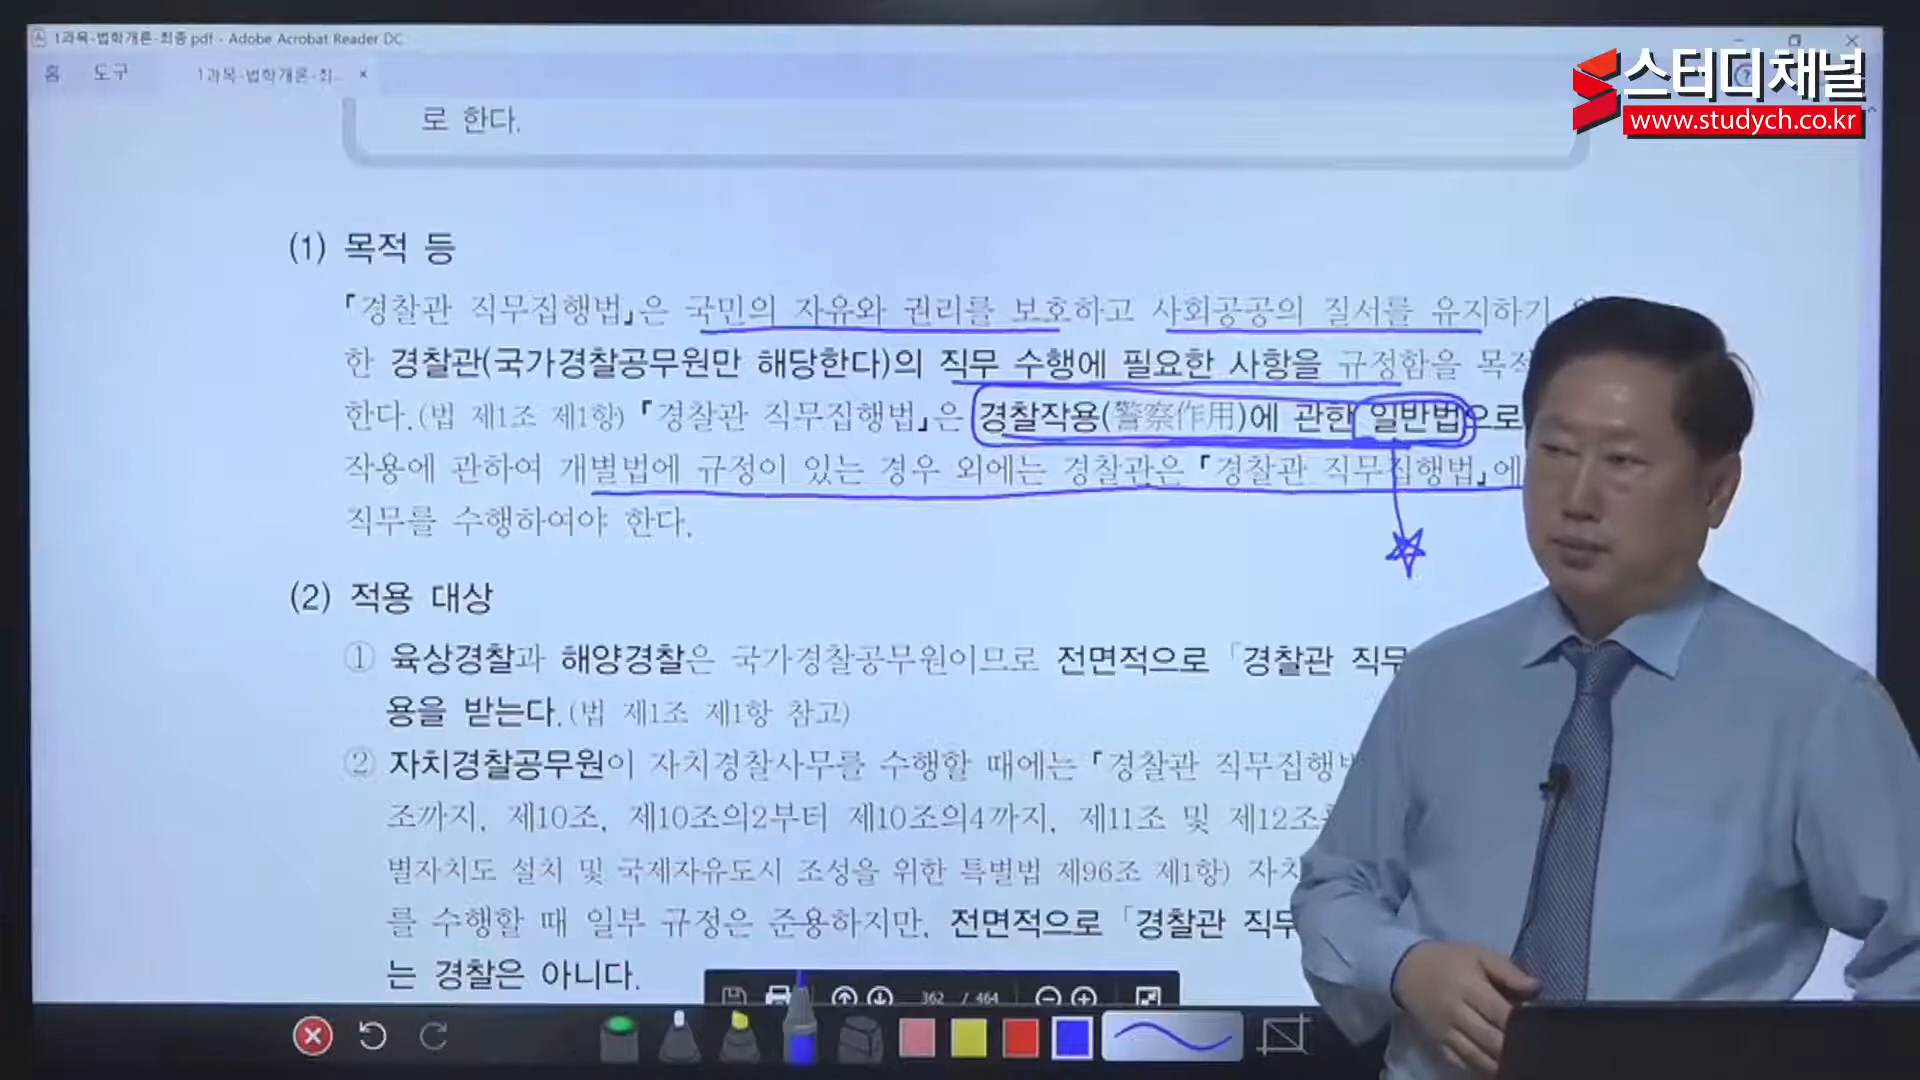 1과목-법학개론-최종.pdf - Adobe Acrobat Reader DC
홈 도구 1과목-법학개론-최... ×
스터디채널
www.studych.co.kr
로 한다.
(1) 목적 등
「경찰관 직무집행법」은 국민의 자유와 권리를 보호하고 사회공공의 질서를 유지하기
한 경찰관(국가경찰공무원만 해당한다)의 직무 수행에 필요한 사항을 규정함을 목적
한다.(법 제1조 제1항) 「경찰관 직무집행법」은 경찰작용(警察作用)에 관한 일반법으로
작용에 관하여 개별법에 규정이 있는 경우 외에는 경찰관은 「경찰관 직무집행법」에
직무를 수행하여야 한다.
(2) 적용 대상
① 육상경찰과 해양경찰은 국가경찰공무원이므로 전면적으로 「경찰관 직무
용을 받는다.(법 제1조 제1항 참고)
② 자치경찰공무원이 자치경찰사무를 수행할 때에는 「경찰관 직무집행법
조까지, 제10조, 제10조의2부터 제10조의4까지, 제11조 및 제12조
별자치도 설치 및 국제자유도시 조성을 위한 특별법 제96조 제1항) 자치
를 수행할 때 일부 규정은 준용하지만, 전면적으로 「경찰관 직무
는 경찰은 아니다.
362 / 464